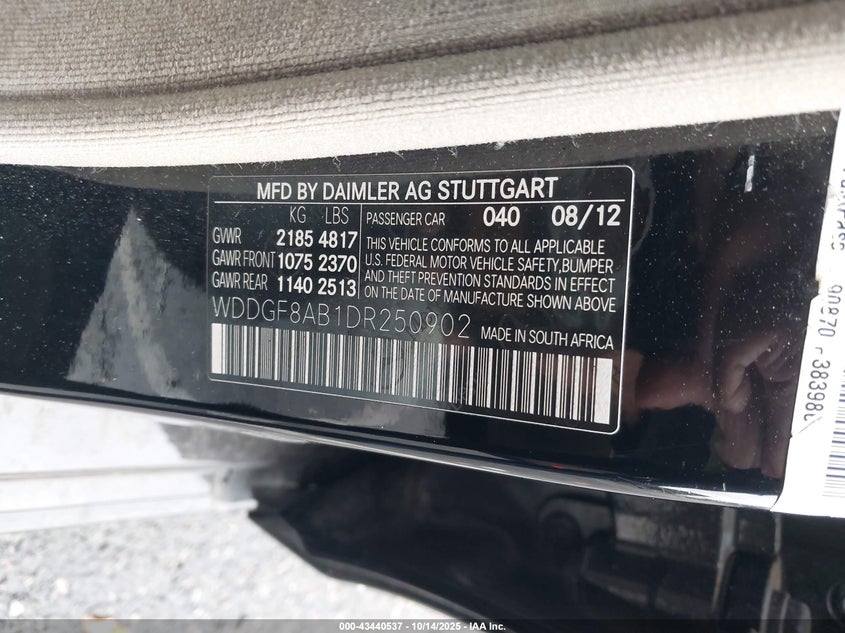 MFD BY DAIMLER AG STUTTGART
KG LBS
GVWR 2185 4817
GAWR FRONT 1075 2370
GAWR REAR 1140 2513
PASSENGER CAR 040 08/12
THIS VEHICLE CONFORMS TO ALL APPLICABLE
U.S. FEDERAL MOTOR VEHICLE SAFETY,BUMPER
AND THEFT PREVENTION STANDARDS IN EFFECT
ON THE DATE OF MANUFACTURE SHOWN ABOVE.
WDDGF8AB1DR250902
MADE IN SOUTH AFRICA
90870
000-43440537 - 10/14/2025 - IAA Inc.